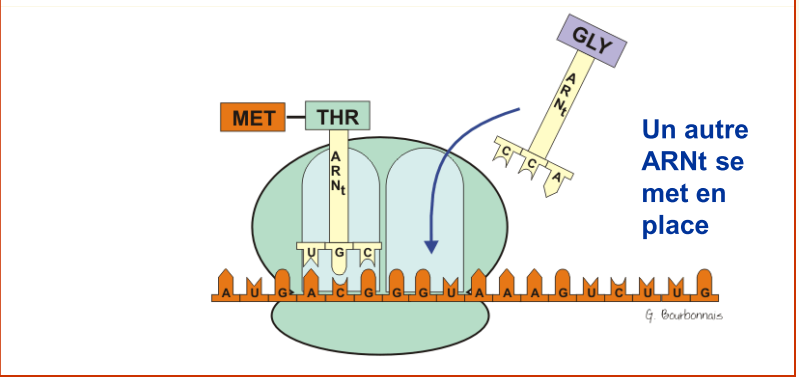 GLY
ARNt
C C A
MET THR
ARNt
U G C
Un autre
ARNt se
met en
place
A U G A C G G G U A A A G U C U U G
G. Bourbonnais